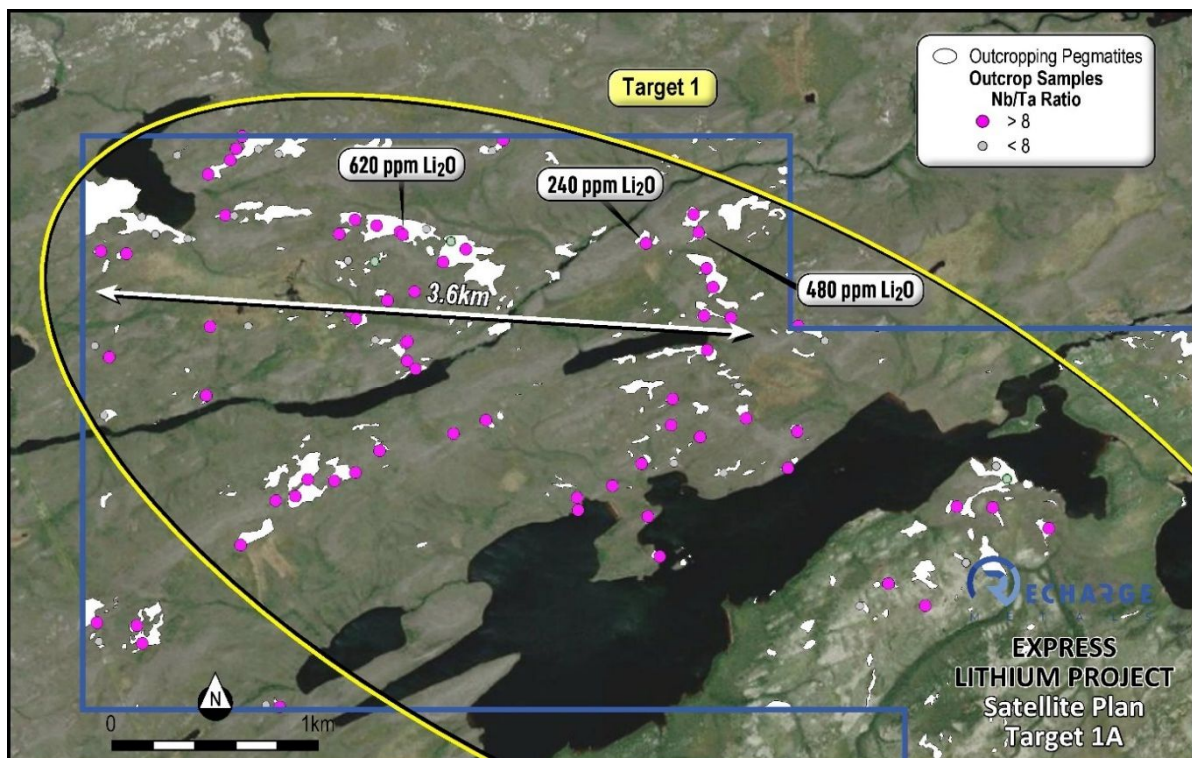 Target 1
Outcropping Pegmatites
Outcrop Samples
Nb/Ta Ratio
> 8
< 8
620 ppm Li₂O
240 ppm Li₂O
480 ppm Li₂O
3.6km
RECHARGE
METALS
EXPRESS
LITHIUM PROJECT
Satellite Plan
Target 1A
N
0 1km